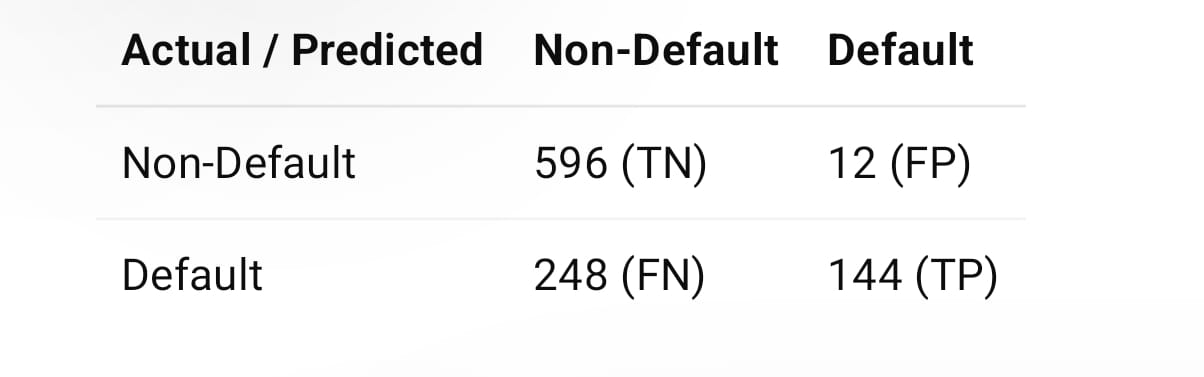 Actual / Predicted Non-Default Default
Non-Default 596 (TN) 12 (FP)
Default 248 (FN) 144 (TP)